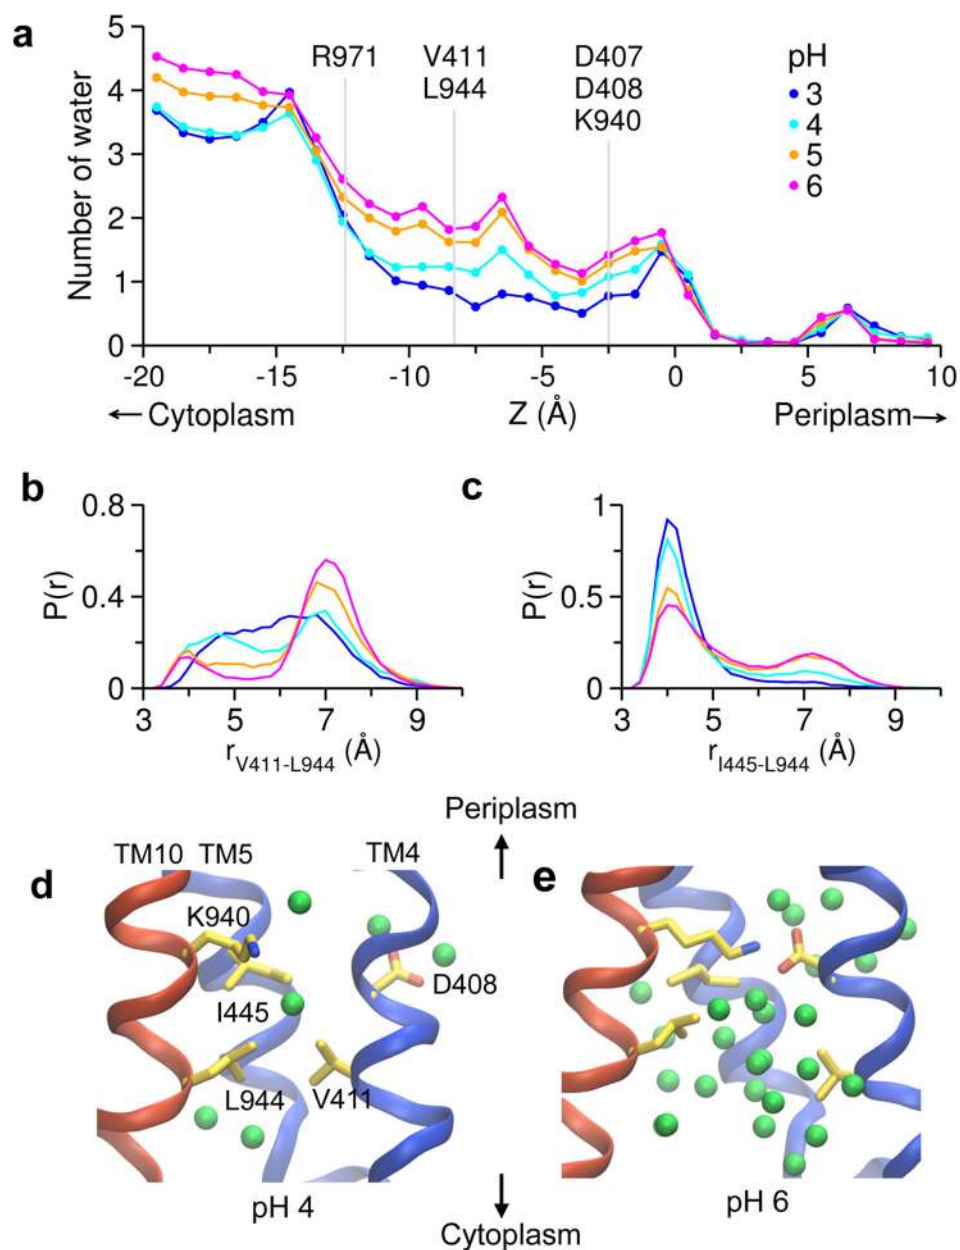 a
Number of water
5
4
3
2
1
0
R971
V411
L944
D407
D408
K940
pH
3
4
5
6
-20
-15
-10
-5
0
5
10
←Cytoplasm
Z (Å)
Periplasm→
b
P(r)
0.8
0.4
0
3
5
7
9
rV411-L944 (Å)
c
P(r)
1
0.5
0
3
5
7
9
rI445-L944 (Å)
Periplasm
d
TM10 TM5
TM4
K940
I445
D408
L944
V411
pH 4
e
pH 6
Cytoplasm